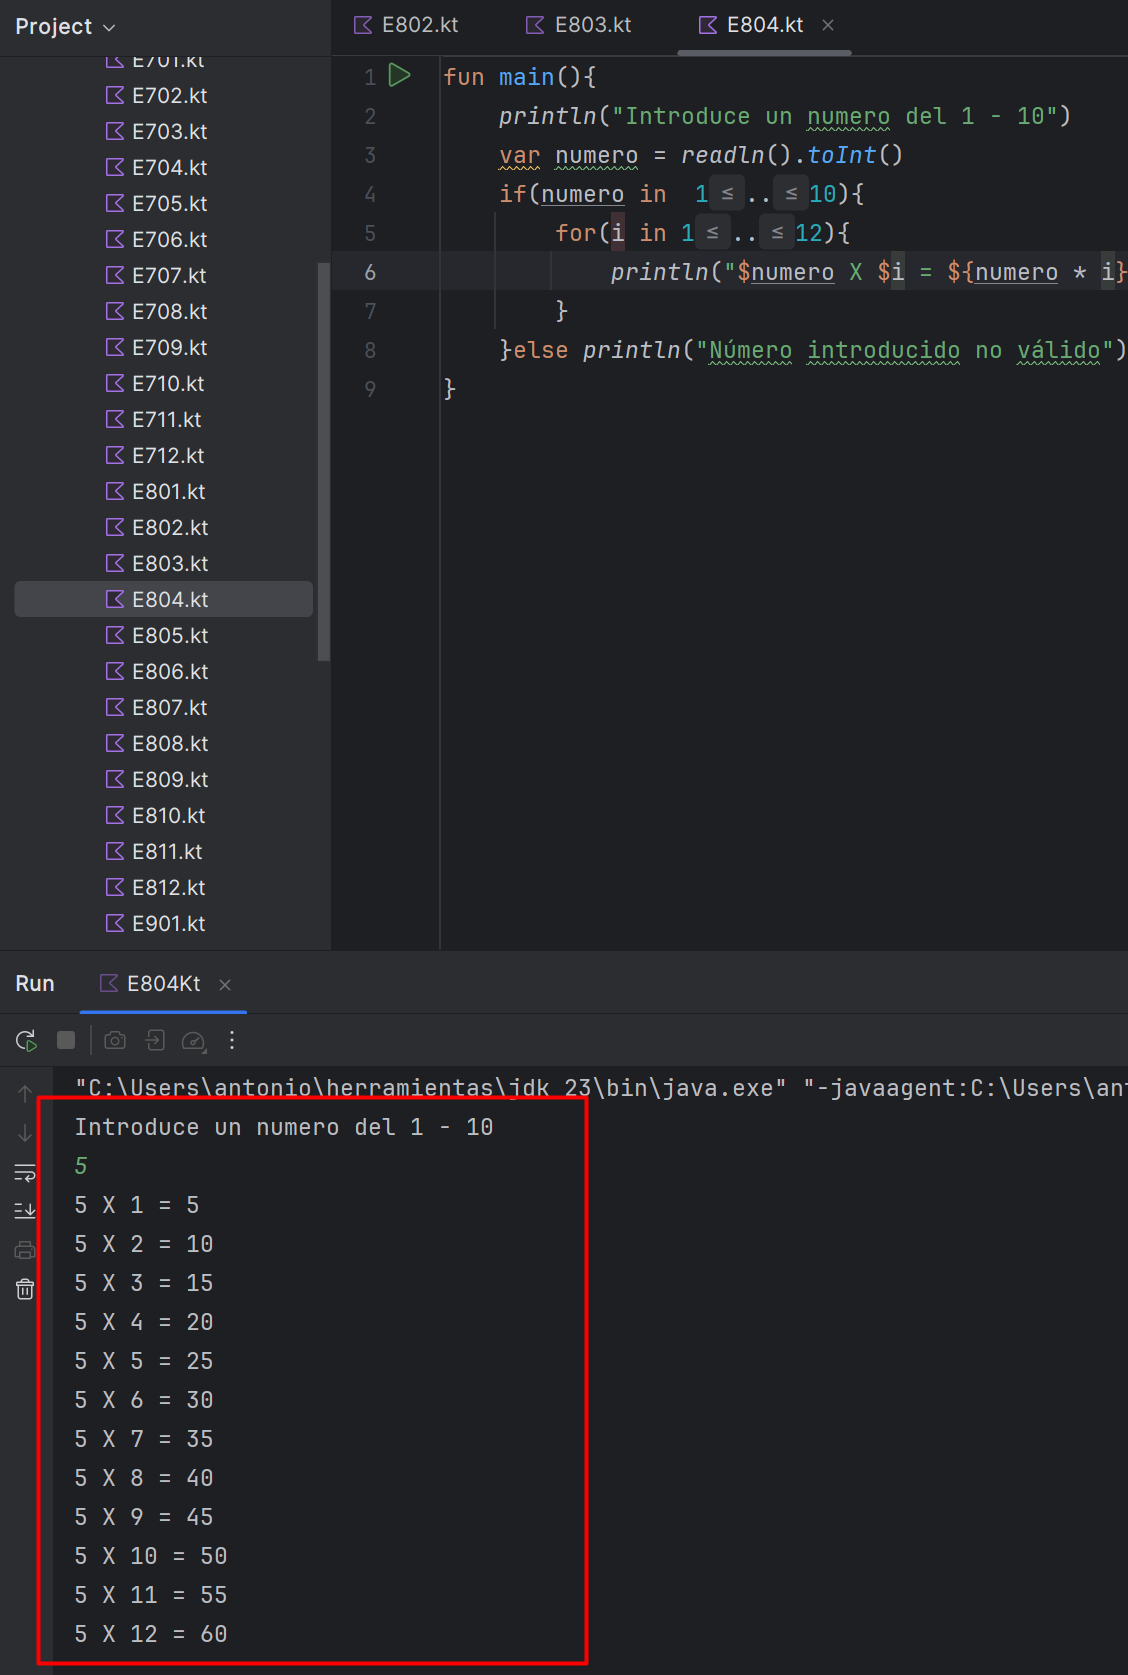 Project
E802.kt
E803.kt
E804.kt
E701.kt
E702.kt
E703.kt
E704.kt
E705.kt
E706.kt
E707.kt
E708.kt
E709.kt
E710.kt
E711.kt
E712.kt
E801.kt
E802.kt
E803.kt
E804.kt
E805.kt
E806.kt
E807.kt
E808.kt
E809.kt
E810.kt
E811.kt
E812.kt
E901.kt
1 fun main(){
2 println("Introduce un numero del 1 - 10")
3 var numero = readln().toInt()
4 if(numero in 1 ≤ .. ≤ 10){
5 for(i in 1 ≤ .. ≤ 12){
6 println("$numero X $i = ${numero * i}
7 }
8 }else println("Número introducido no válido")
9 }
Run
E804Kt
"C:\Users\antonio\herramientas\jdk_23\bin\java.exe" "-javaagent:C:\Users\ant
Introduce un numero del 1 - 10
5
5 X 1 = 5
5 X 2 = 10
5 X 3 = 15
5 X 4 = 20
5 X 5 = 25
5 X 6 = 30
5 X 7 = 35
5 X 8 = 40
5 X 9 = 45
5 X 10 = 50
5 X 11 = 55
5 X 12 = 60